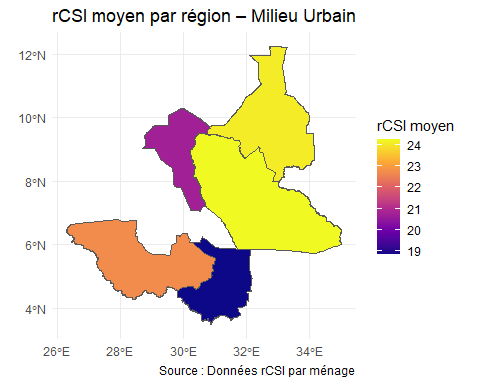 rCSI moyen par région – Milieu Urbain
12°N
10°N
8°N
6°N
4°N
26°E 28°E 30°E 32°E 34°E
rCSI moyen
24
23
22
21
20
19
Source : Données rCSI par ménage